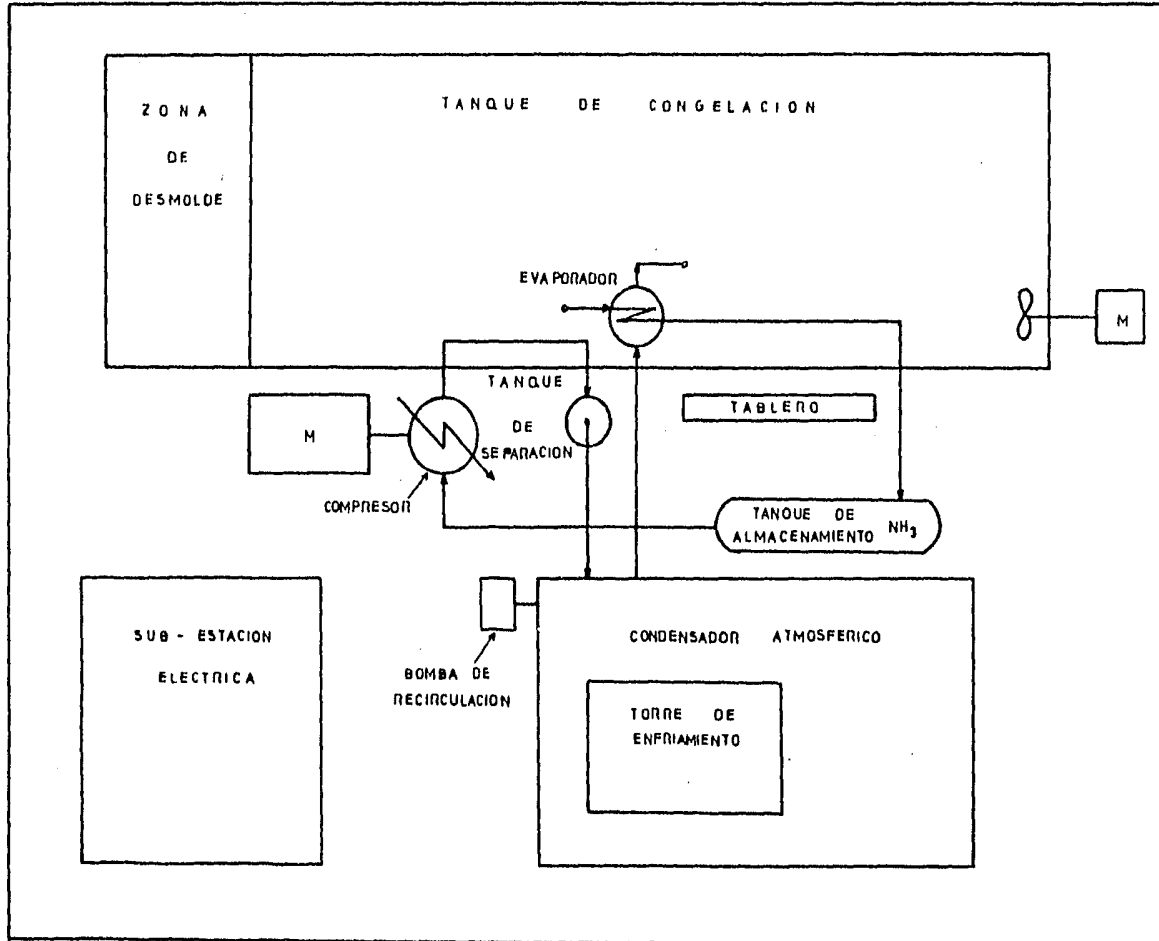 ZONA
DE
DESMOLDE
TANQUE DE CONGELACION
EVAPORADOR
M
TANQUE
DE
SEPARACION
TABLERO
M
COMPRESOR
TANQUE DE
ALMACENAMIENTO NH₃
SUB - ESTACION
ELECTRICA
BOMBA DE
RECIRCULACION
CONDENSADOR ATMOSFERICO
TORRE DE
ENFRIAMIENTO